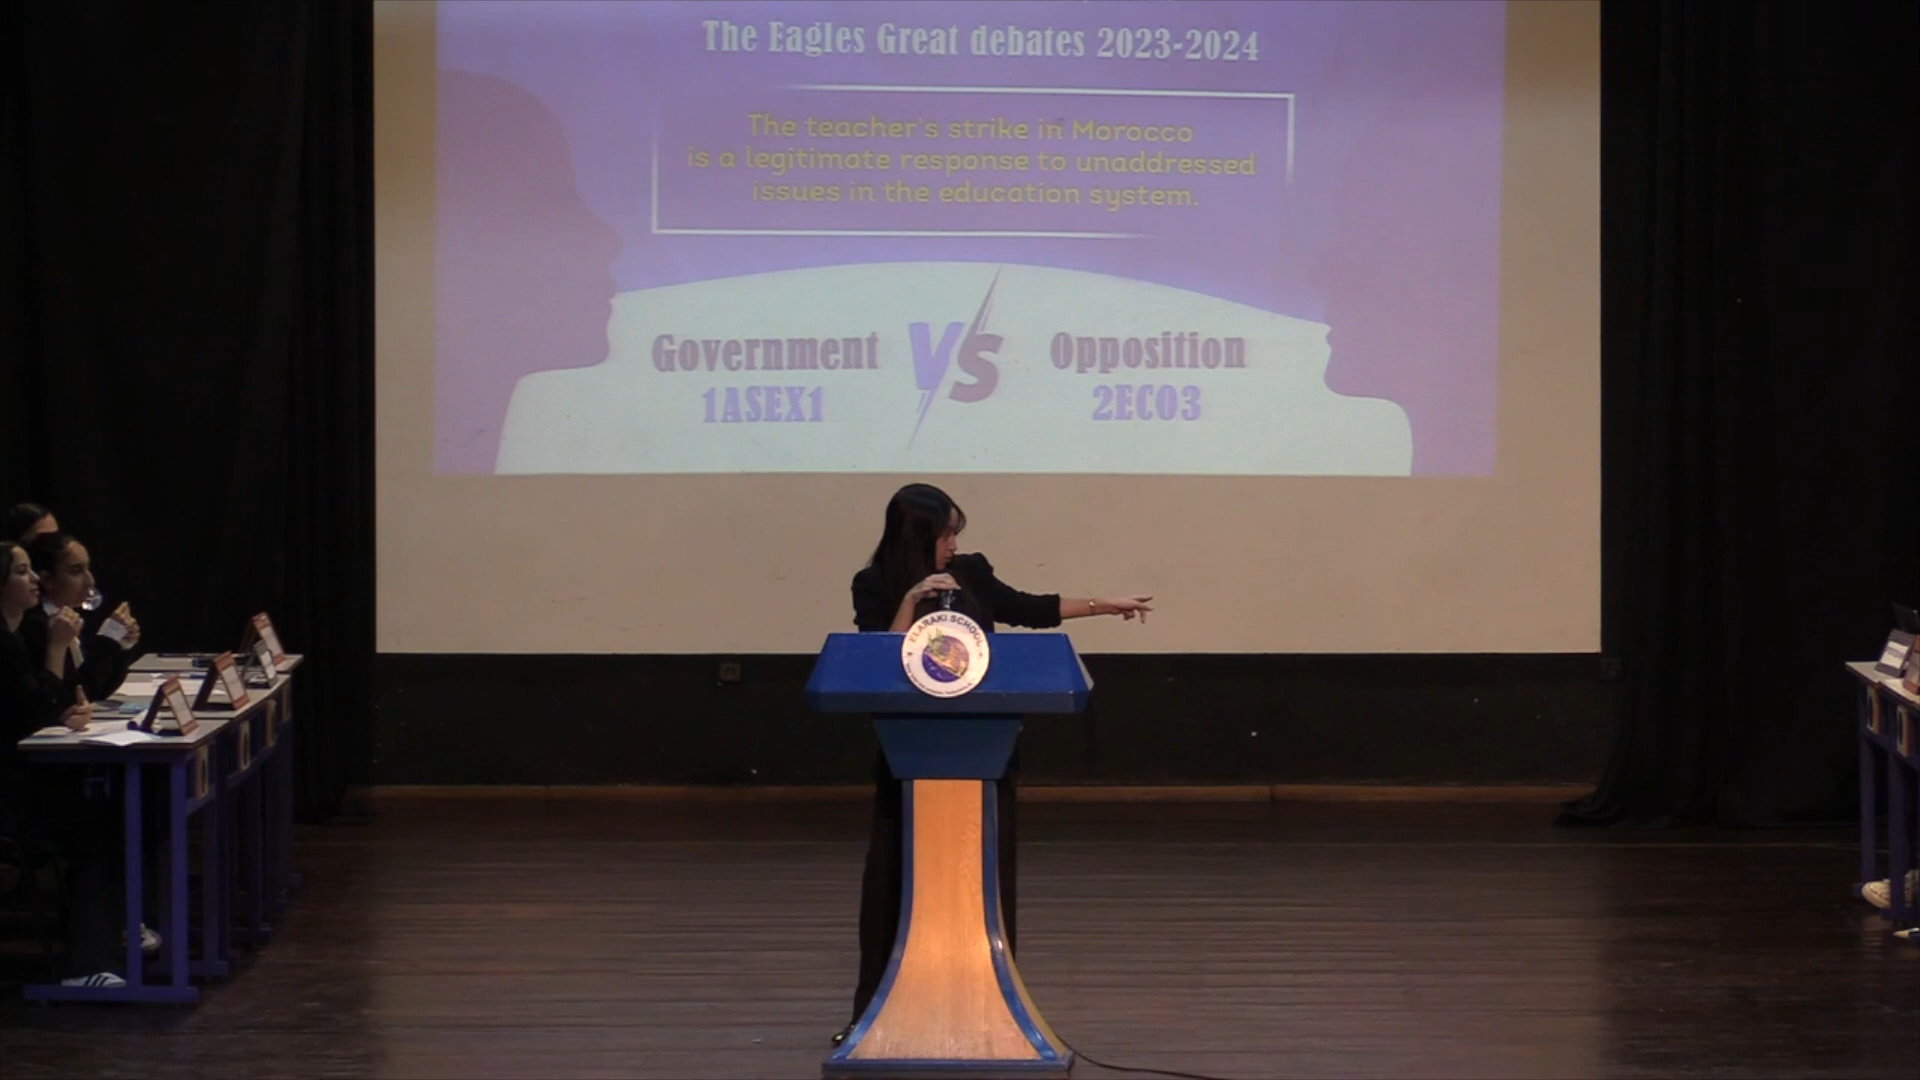 The Eagles Great debates 2023-2024
The teacher's strike in Morocco
is a legitimate response to unaddressed
issues in the education system.
Government
1ASEX1
VS
Opposition
2ECO3
ELARAKI SCHOOL